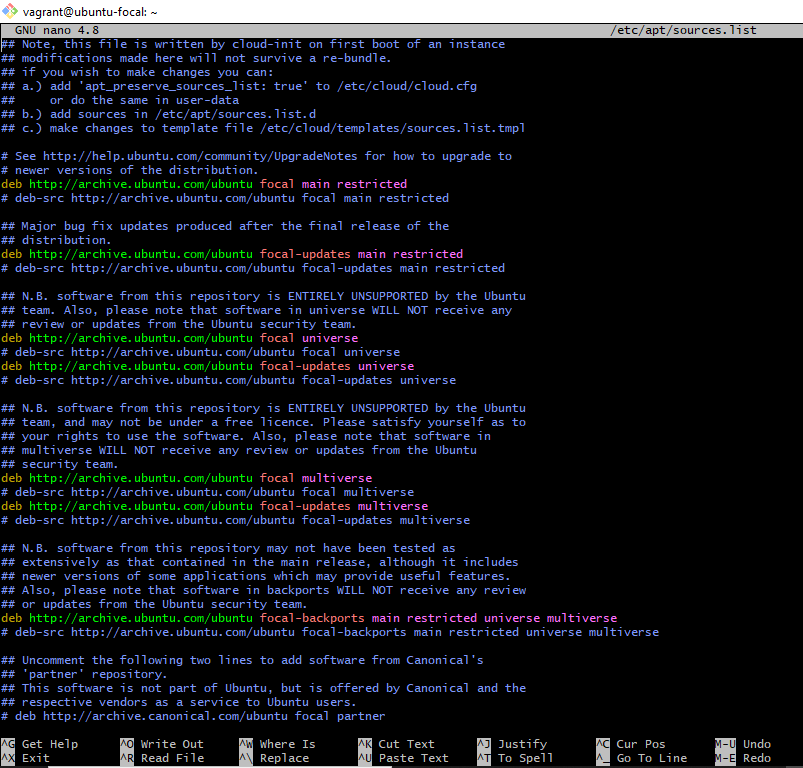 vagrant@ubuntu-focal: ~
GNU nano 4.8 /etc/apt/sources.list
## Note, this file is written by cloud-init on first boot of an instance
## modifications made here will not survive a re-bundle.
## if you wish to make changes you can:
## a.) add 'apt_preserve_sources_list: true' to /etc/cloud/cloud.cfg
##     or do the same in user-data
## b.) add sources in /etc/apt/sources.list.d
## c.) make changes to template file /etc/cloud/templates/sources.list.tmpl

# See http://help.ubuntu.com/community/UpgradeNotes for how to upgrade to
# newer versions of the distribution.
deb http://archive.ubuntu.com/ubuntu focal main restricted
# deb-src http://archive.ubuntu.com/ubuntu focal main restricted

## Major bug fix updates produced after the final release of the
## distribution.
deb http://archive.ubuntu.com/ubuntu focal-updates main restricted
# deb-src http://archive.ubuntu.com/ubuntu focal-updates main restricted

## N.B. software from this repository is ENTIRELY UNSUPPORTED by the Ubuntu
## team. Also, please note that software in universe WILL NOT receive any
## review or updates from the Ubuntu security team.
deb http://archive.ubuntu.com/ubuntu focal universe
# deb-src http://archive.ubuntu.com/ubuntu focal universe
deb http://archive.ubuntu.com/ubuntu focal-updates universe
# deb-src http://archive.ubuntu.com/ubuntu focal-updates universe

## N.B. software from this repository is ENTIRELY UNSUPPORTED by the Ubuntu
## team, and may not be under a free licence. Please satisfy yourself as to
## your rights to use the software. Also, please note that software in
## multiverse WILL NOT receive any review or updates from the Ubuntu
## security team.
deb http://archive.ubuntu.com/ubuntu focal multiverse
# deb-src http://archive.ubuntu.com/ubuntu focal multiverse
deb http://archive.ubuntu.com/ubuntu focal-updates multiverse
# deb-src http://archive.ubuntu.com/ubuntu focal-updates multiverse

## N.B. software from this repository may not have been tested as
## extensively as that contained in the main release, although it includes
## newer versions of some applications which may provide useful features.
## Also, please note that software in backports WILL NOT receive any review
## or updates from the Ubuntu security team.
deb http://archive.ubuntu.com/ubuntu focal-backports main restricted universe multiverse
# deb-src http://archive.ubuntu.com/ubuntu focal-backports main restricted universe multiverse

## Uncomment the following two lines to add software from Canonical's
## 'partner' repository.
## This software is not part of Ubuntu, but is offered by Canonical and the
## respective vendors as a service to Ubuntu users.
# deb http://archive.canonical.com/ubuntu focal partner

^G Get Help ^O Write Out ^W Where Is ^K Cut Text ^J Justify ^C Cur Pos M-U Undo
^X Exit ^R Read File ^\ Replace ^U Paste Text ^T To Spell ^_ Go To Line M-E Redo